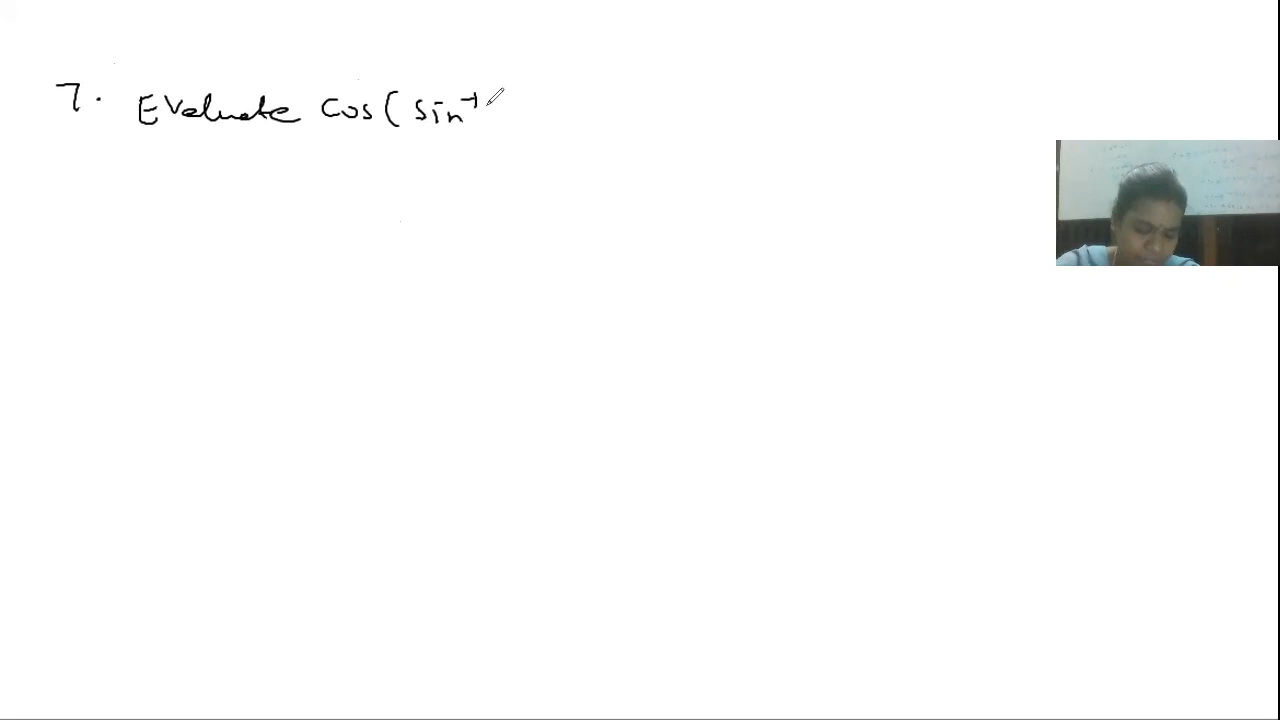 7. Evaluate cos( sin⁻¹